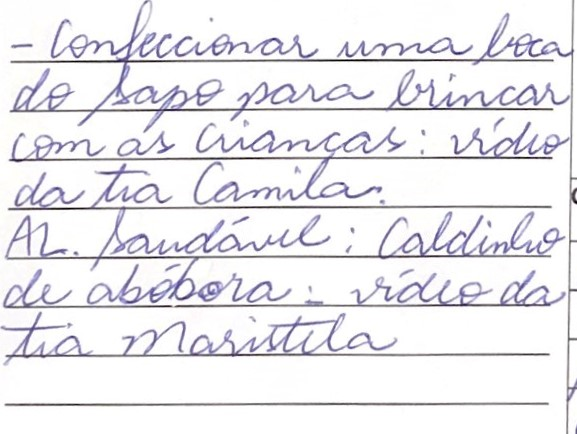 - Confeccionar uma boca
do sapo para brincar
com as crianças: vídeo
da tia Camila.
AL. Saudável: Caldinho
de abóbora - vídeo da
tia Maristela